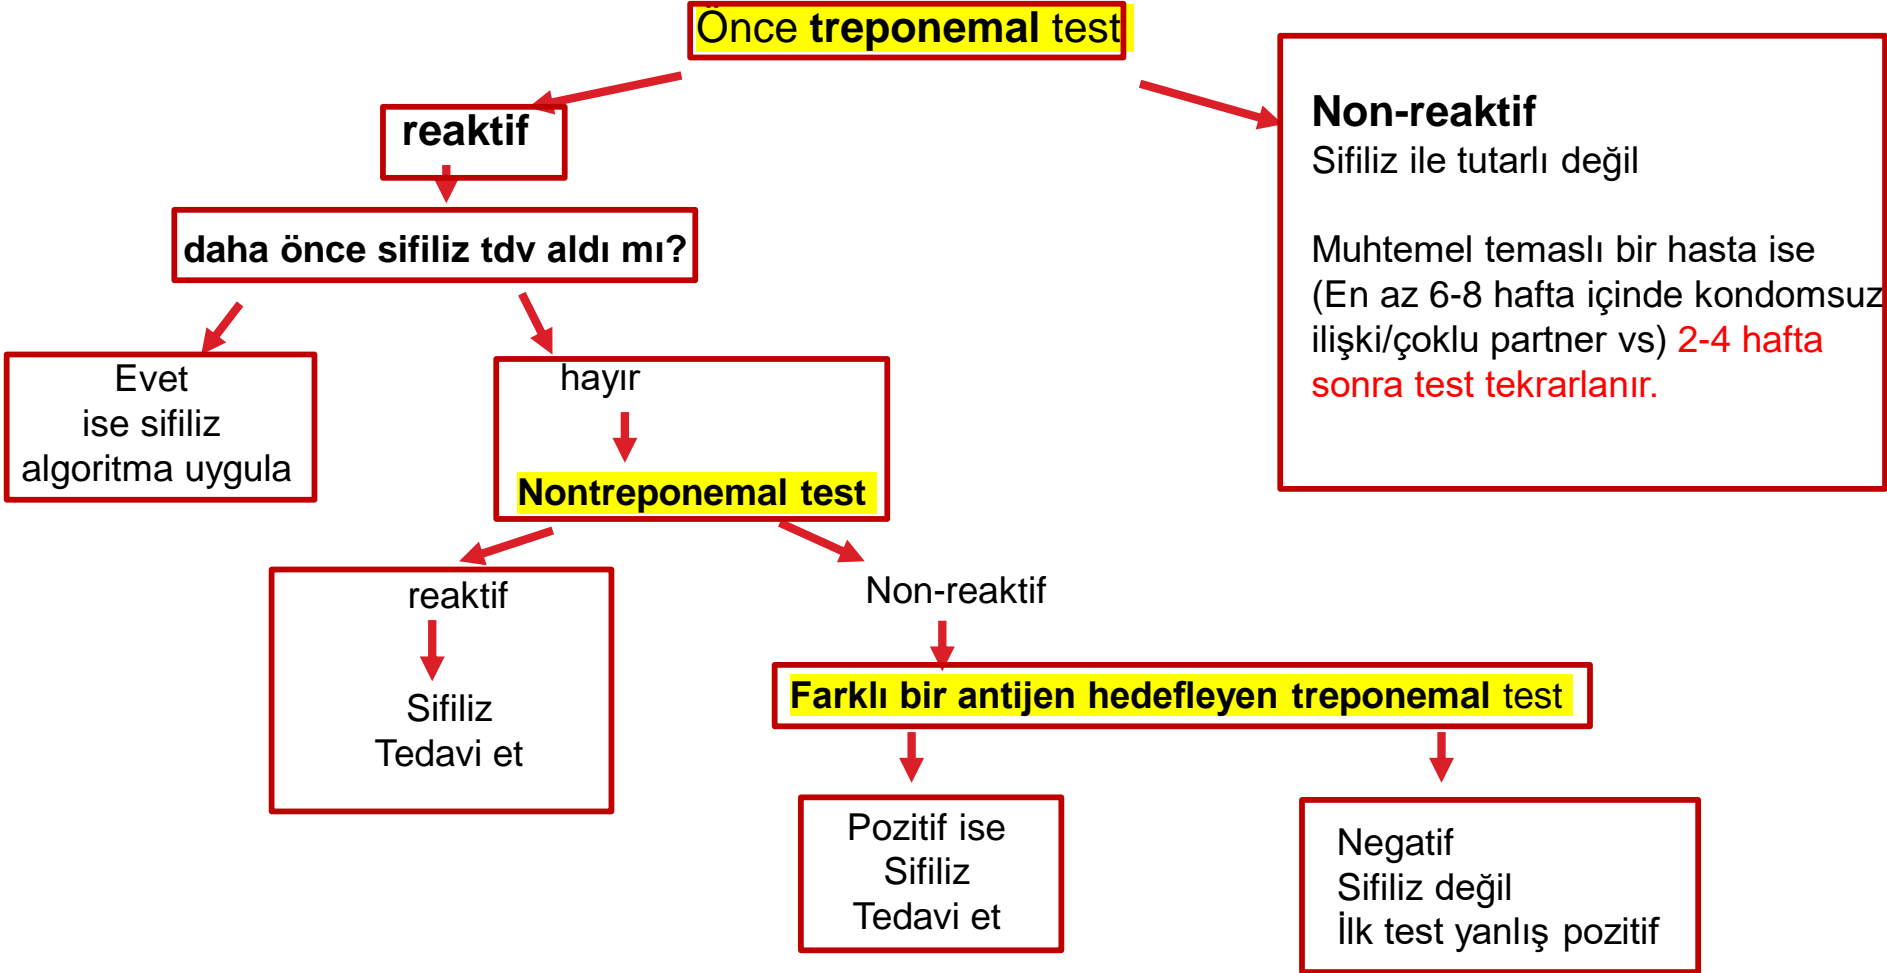 Önce treponemal test
reaktif
daha önce sifiliz tdv aldı mı?
Evet
ise sifiliz
algoritma uygula
hayır
Nontreponemal test
reaktif
Sifiliz
Tedavi et
Non-reaktif
Farklı bir antijen hedefleyen treponemal test
Pozitif ise
Sifiliz
Tedavi et
Negatif
Sifiliz değil
İlk test yanlış pozitif
Non-reaktif
Sifiliz ile tutarlı değil
Muhtemel temaslı bir hasta ise
(En az 6-8 hafta içinde kondomsuz
ilişki/çoklu partner vs) 2-4 hafta
sonra test tekrarlanır.